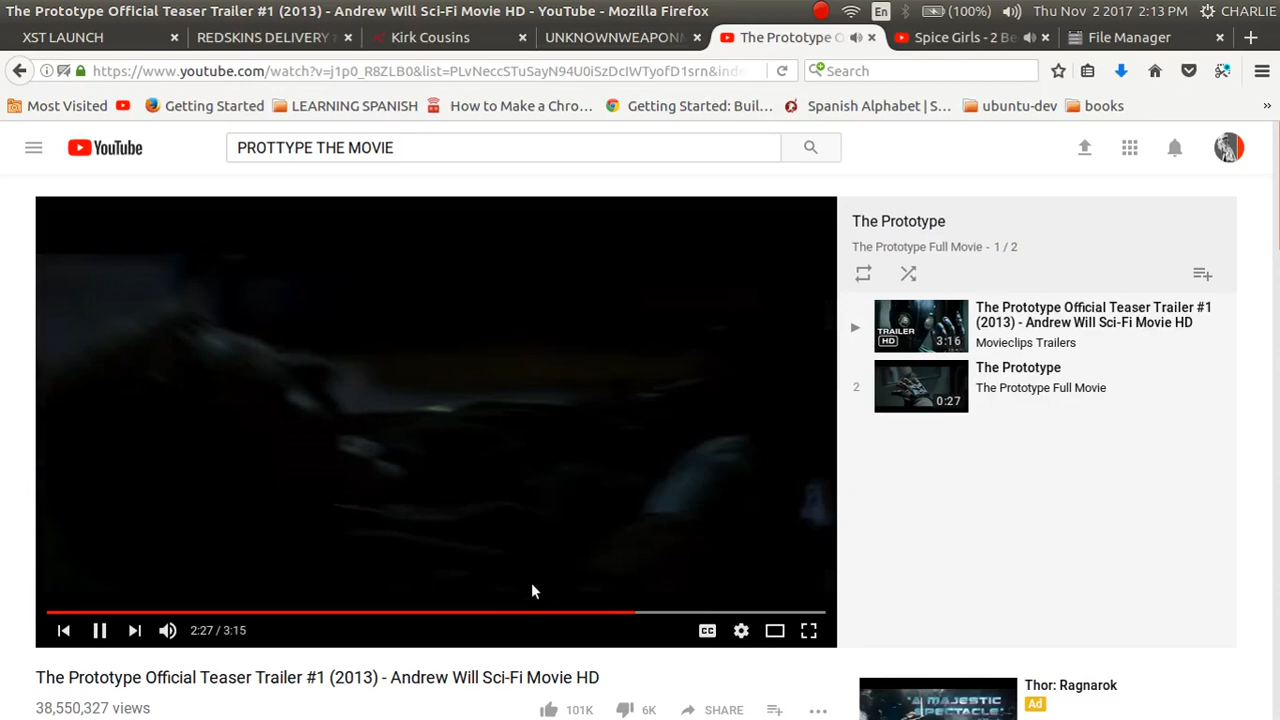 The Prototype Official Teaser Trailer #1 (2013) - Andrew Will Sci-Fi Movie HD - YouTube - Mozilla Firefox En (100%) Thu Nov 2 2017 2:13 PM CHARLIE
XST LAUNCH REDSKINS DELIVERY Kirk Cousins UNKNOWNWEAPON The Prototype O Spice Girls - 2 Be File Manager
https://www.youtube.com/watch?v=j1p0_R8ZLB0&list=PLvNeccSTuSayN94U0iSzDcIWTyofD1srn&inde Search
Most Visited Getting Started LEARNING SPANISH How to Make a Chro... Getting Started: Buil... Spanish Alphabet | S... ubuntu-dev books »
YouTube PROTTYPE THE MOVIE
The Prototype
The Prototype Full Movie - 1 / 2
The Prototype Official Teaser Trailer #1
(2013) - Andrew Will Sci-Fi Movie HD
Movieclips Trailers
TRAILER
HD 3:16
2 The Prototype
The Prototype Full Movie
0:27
2:27 / 3:15 CC
The Prototype Official Teaser Trailer #1 (2013) - Andrew Will Sci-Fi Movie HD
38,550,327 views 101K 6K SHARE
Thor: Ragnarok
Ad
"A MAJESTIC
SPECTACLE"